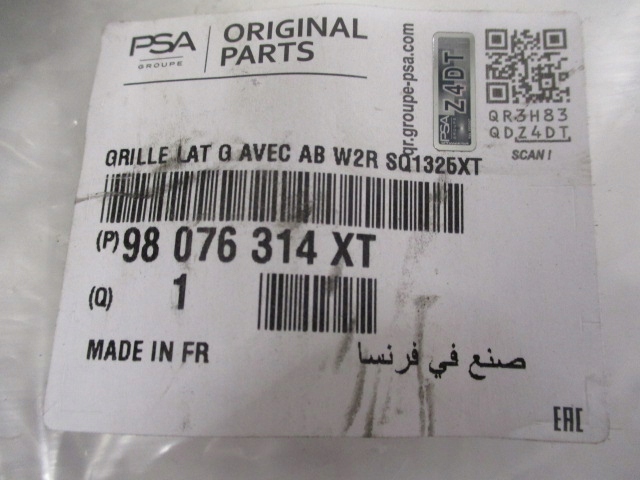 PSA
GROUPE
ORIGINAL
PARTS
qr.groupe-psa.com
PSA Z4DT
QR3H83
QDZ4DT
SCAN !
GRILLE LAT G AVEC AB W2R SQ1325XT
(P) 98 076 314 XT
(Q) 1
MADE IN FR
صنع في فرنسا
EAC